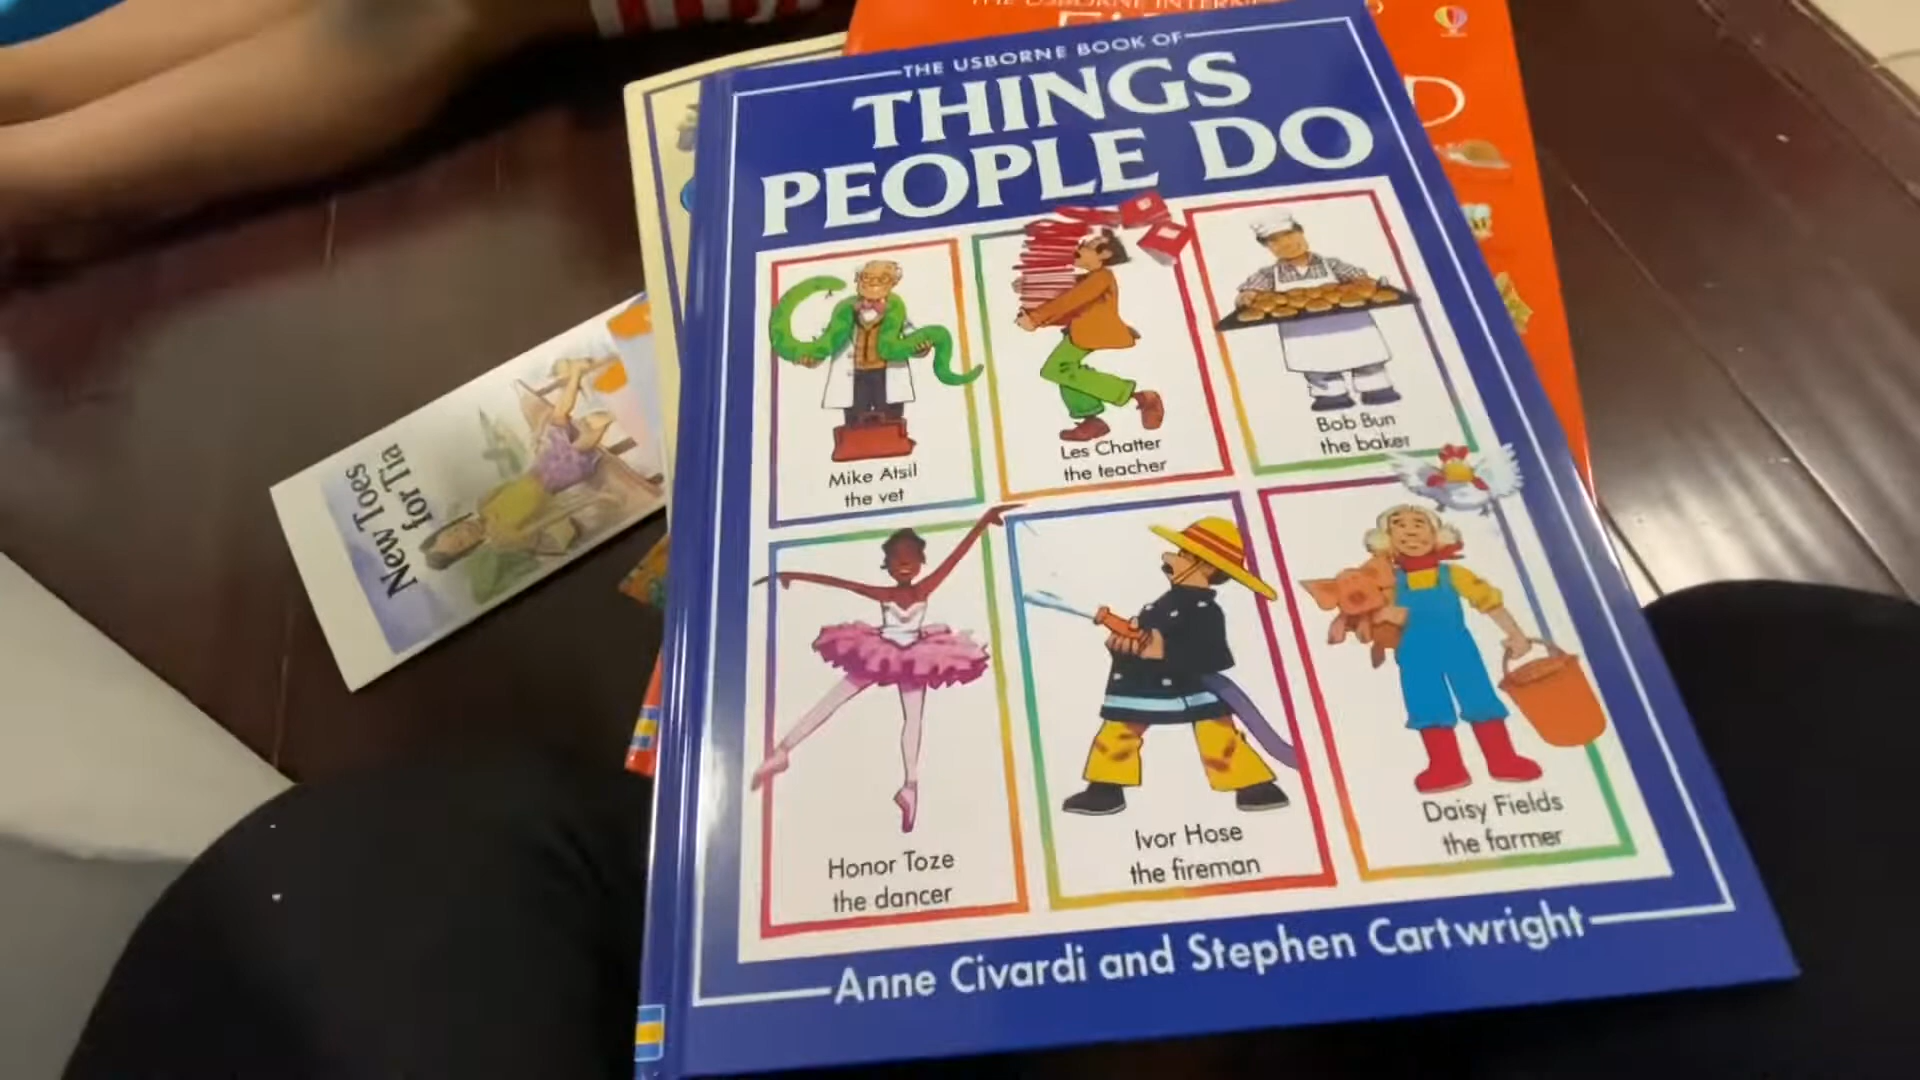 THE USBORNE BOOK OF
THINGS
PEOPLE DO
Mike Atsil
the vet
Les Chatter
the teacher
Bob Bun
the baker
Honor Toze
the dancer
Ivor Hose
the fireman
Daisy Fields
the farmer
Anne Civardi and Stephen Cartwright
New Toes
for Tia
THE USBORNE